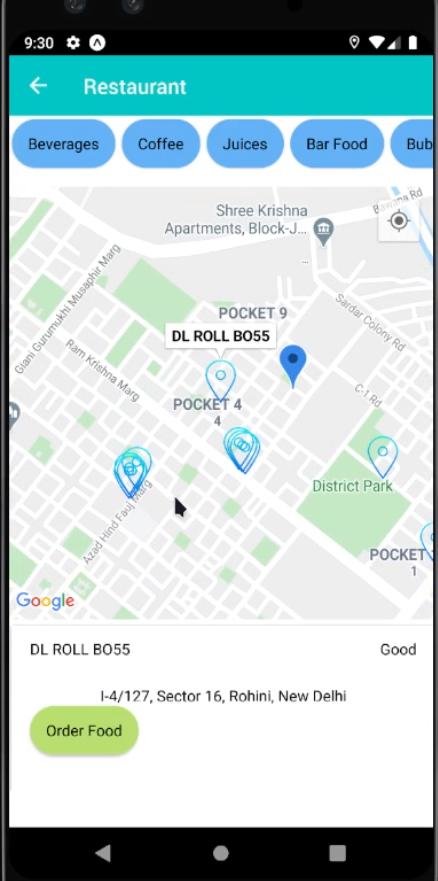 9:30
Restaurant
Beverages
Coffee
Juices
Bar Food
Bub
Bawana Rd
Shree Krishna
Apartments, Block-J...
...
Giani Gurumukhi Musaphir Marg
Sardar Colony Rd
POCKET 9
DL ROLL BO55
Ram Krishna Marg
C-1 Rd
POCKET 4
4
District Park
Azad Hind Fauj Marg
POCKET
1
Google
DL ROLL BO55
Good
I-4/127, Sector 16, Rohini, New Delhi
Order Food